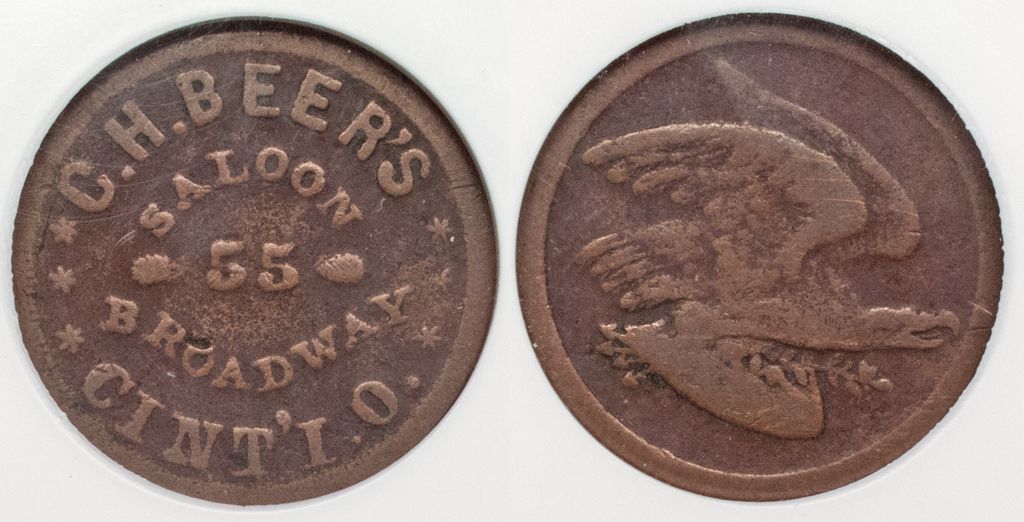 C.H. BEER'S
SALOON
55
BROADWAY
CINT'I. O.